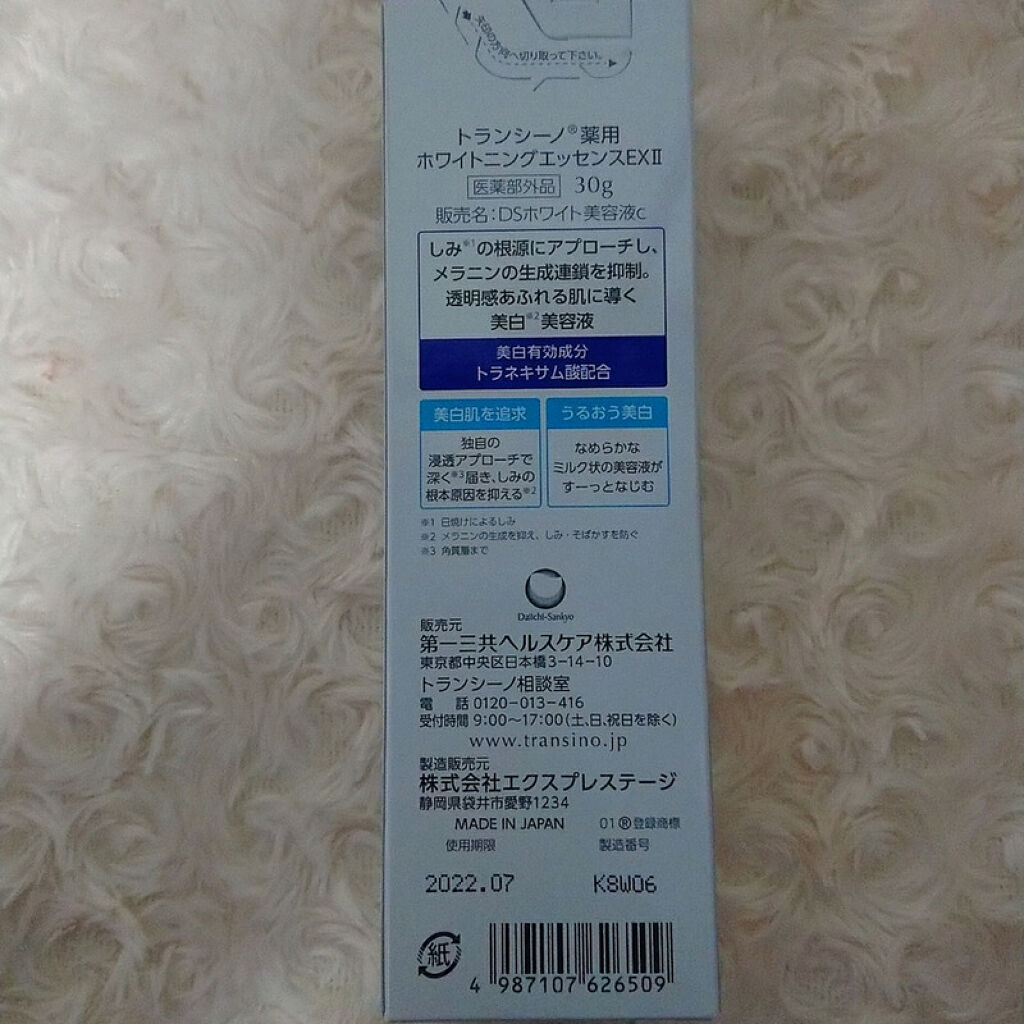 矢印の方向へ切り取って下さい。
トランシーノ®薬用
ホワイトニングエッセンスEXⅡ
医薬部外品 30g
販売名:DSホワイト美容液c
しみ※1の根源にアプローチし、
メラニンの生成連鎖を抑制。
透明感あふれる肌に導く
美白※2美容液
美白有効成分
トラネキサム酸配合
美白肌を追求
独自の
浸透アプローチで
深く※3届き、しみの
根本原因を抑える※2
うるおう美白
なめらかな
ミルク状の美容液が
すーっとなじむ
※1 日焼けによるしみ
※2 メラニンの生成を抑え、しみ・そばかすを防ぐ
※3 角質層まで
Daiichi-Sankyo
販売元
第一三共ヘルスケア株式会社
東京都中央区日本橋3-14-10
トランシーノ相談室
電 話 0120-013-416
受付時間 9:00〜17:00(土、日、祝日を除く)
www.transino.jp
製造販売元
株式会社エクスプレステージ
静岡県袋井市愛野1234
MADE IN JAPAN 01 ®登録商標
使用期限 製造番号
2022.07 K8W06
紙
4 987107 626509